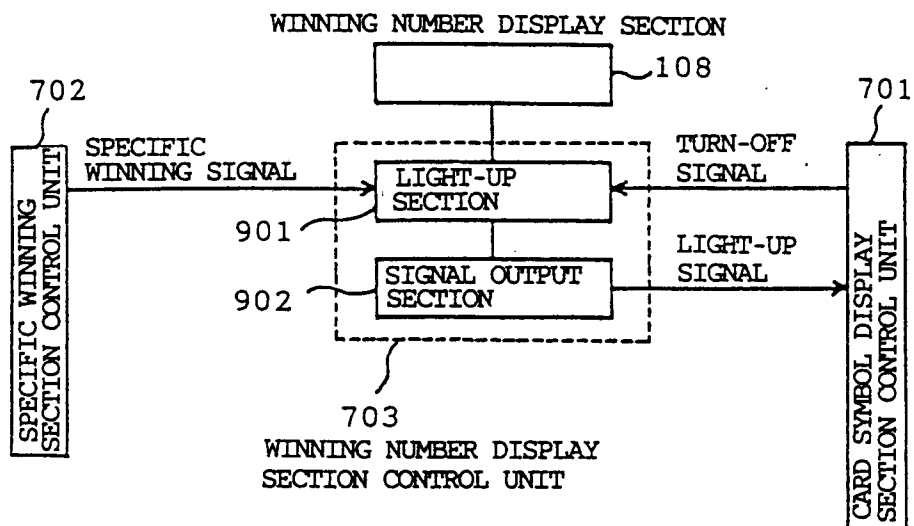 WINNING NUMBER DISPLAY SECTION
108
702
701
SPECIFIC
WINNING SIGNAL
TURN-OFF
SIGNAL
LIGHT-UP
SECTION
901
LIGHT-UP
SIGNAL
SIGNAL OUTPUT
SECTION
902
SPECIFIC WINNING
SECTION CONTROL UNIT
CARD SYMBOL DISPLAY
SECTION CONTROL UNIT
703
WINNING NUMBER DISPLAY
SECTION CONTROL UNIT